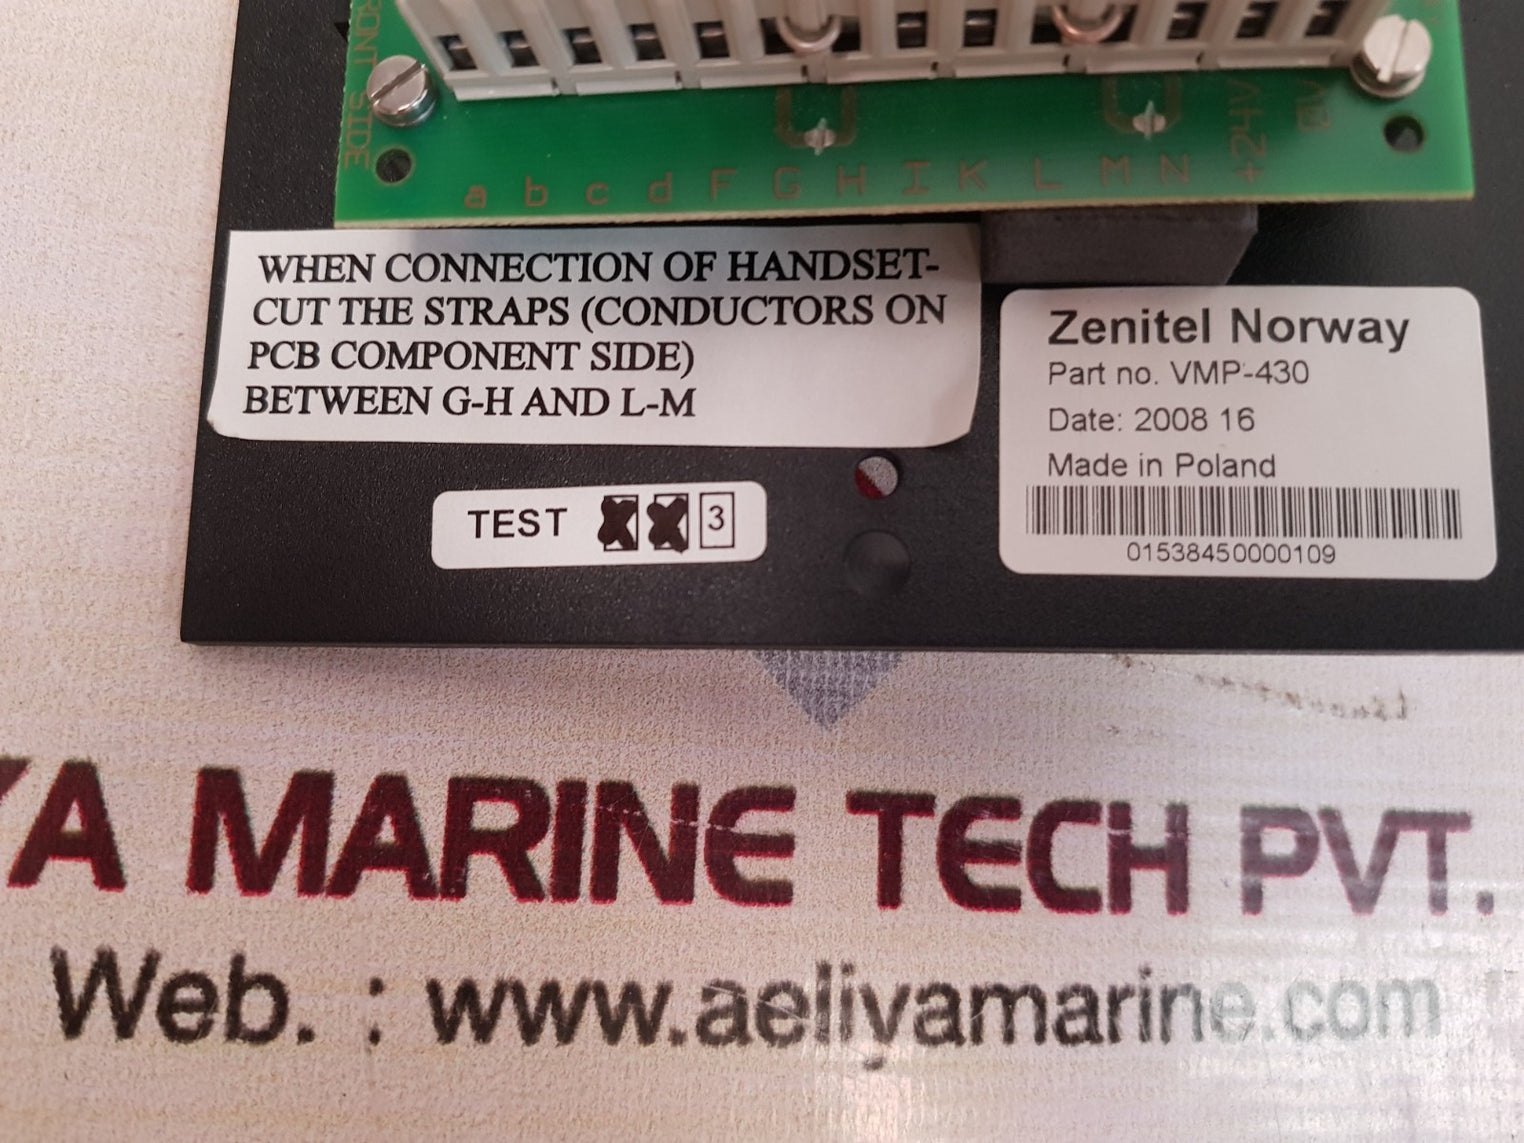 FRONT SIDE
a b c d F G H I K L M N +24V 0V
WHEN CONNECTION OF HANDSET-
CUT THE STRAPS (CONDUCTORS ON
PCB COMPONENT SIDE)
BETWEEN G-H AND L-M
Zenitel Norway
Part no. VMP-430
Date: 2008 16
Made in Poland
01538450000109
TEST 3
YA MARINE TECH PVT.
Web. : www.aeliyamarine.com